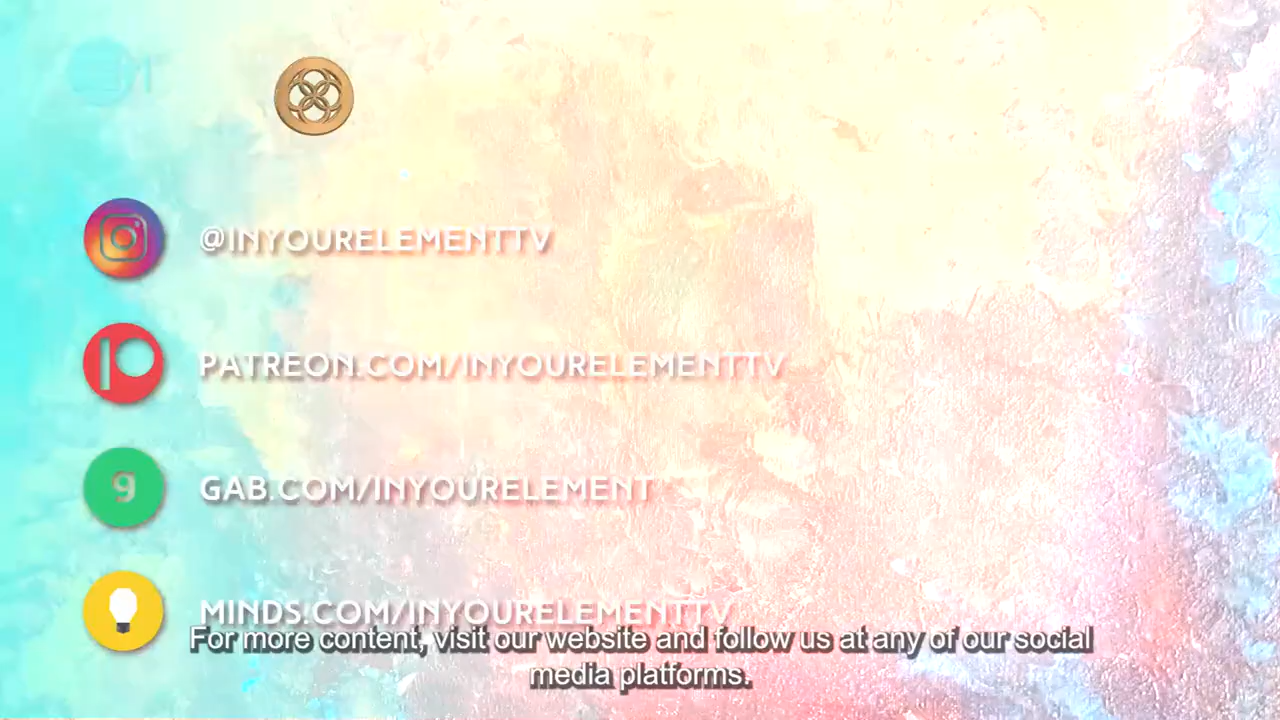 @INYOURELEMENTTV
PATREON.COM/INYOURELEMENTTV
g
GAB.COM/INYOURELEMENT
MINDS.COM/INYOURELEMENTTV
For more content, visit our website and follow us at any of our social
media platforms.